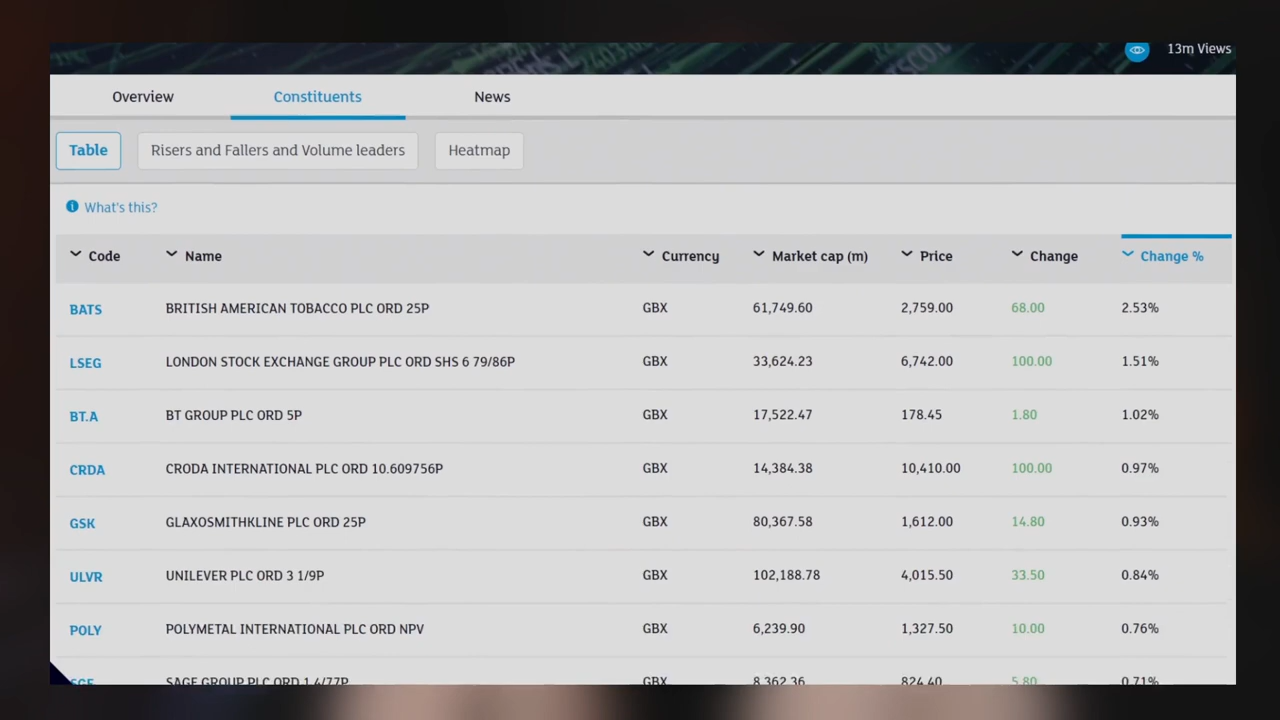 13m Views
Overview Constituents News
Table Risers and Fallers and Volume leaders Heatmap
What's this?
Code Name Currency Market cap (m) Price Change Change %
BATS BRITISH AMERICAN TOBACCO PLC ORD 25P GBX 61,749.60 2,759.00 68.00 2.53%
LSEG LONDON STOCK EXCHANGE GROUP PLC ORD SHS 6 79/86P GBX 33,624.23 6,742.00 100.00 1.51%
BT.A BT GROUP PLC ORD 5P GBX 17,522.47 178.45 1.80 1.02%
CRDA CRODA INTERNATIONAL PLC ORD 10.609756P GBX 14,384.38 10,410.00 100.00 0.97%
GSK GLAXOSMITHKLINE PLC ORD 25P GBX 80,367.58 1,612.00 14.80 0.93%
ULVR UNILEVER PLC ORD 3 1/9P GBX 102,188.78 4,015.50 33.50 0.84%
POLY POLYMETAL INTERNATIONAL PLC ORD NPV GBX 6,239.90 1,327.50 10.00 0.76%
SGE SAGE GROUP PLC ORD 1 4/77P GBX 8,362.36 824.40 5.80 0.71%